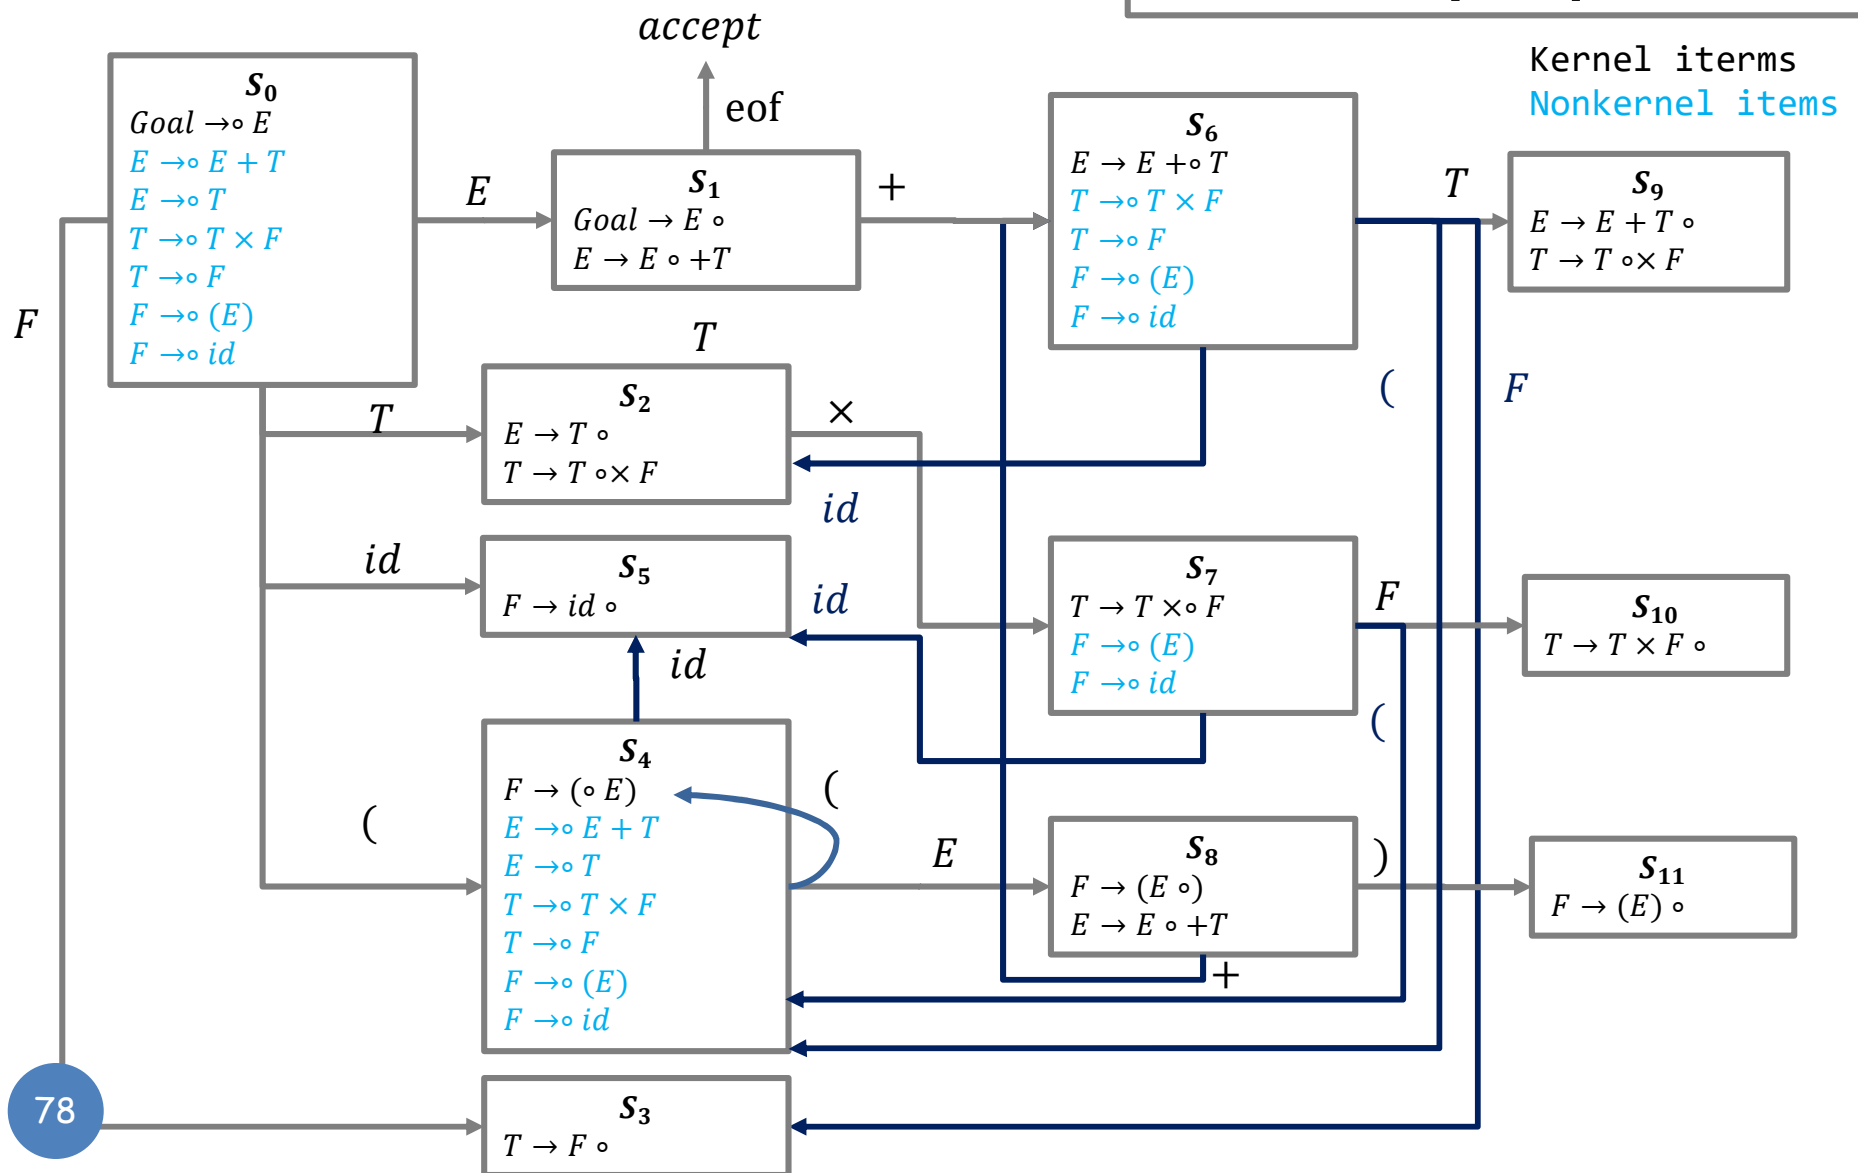 accept
eof
Kernel iterms
Nonkernel items
S₀
Goal →∘ E
E →∘ E + T
E →∘ T
T →∘ T × F
T →∘ F
F →∘ (E)
F →∘ id
E
S₁
Goal → E ∘
E → E ∘ +T
+
S₆
E → E +∘ T
T →∘ T × F
T →∘ F
F →∘ (E)
F →∘ id
T
S₉
E → E + T ∘
T → T ∘× F
F
T
T
S₂
E → T ∘
T → T ∘× F
×
(
F
id
id
S₅
F → id ∘
id
id
S₇
T → T ×∘ F
F →∘ (E)
F →∘ id
F
(
S₁₀
T → T × F ∘
(
S₄
F → (∘ E)
E →∘ E + T
E →∘ T
T →∘ T × F
T →∘ F
F →∘ (E)
F →∘ id
(
E
S₈
F → (E ∘)
E → E ∘ +T
)
+
S₁₁
F → (E) ∘
78
S₃
T → F ∘